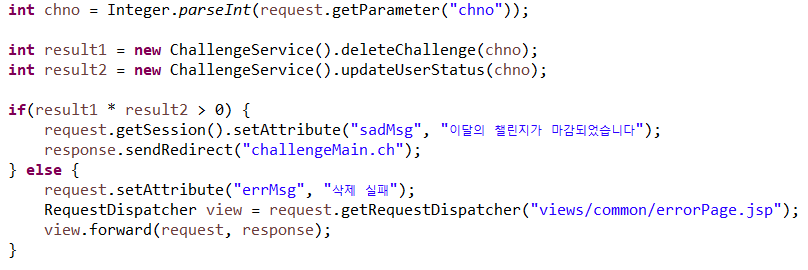 int chno = Integer.parseInt(request.getParameter("chno"));
int result1 = new ChallengeService().deleteChallenge(chno);
int result2 = new ChallengeService().updateUserStatus(chno);
if(result1 * result2 > 0) {
    request.getSession().setAttribute("sadMsg", "이달의 챌린지가 마감되었습니다");
    response.sendRedirect("challengeMain.ch");
} else {
    request.setAttribute("errMsg", "삭제 실패");
    RequestDispatcher view = request.getRequestDispatcher("views/common/errorPage.jsp");
    view.forward(request, response);
}